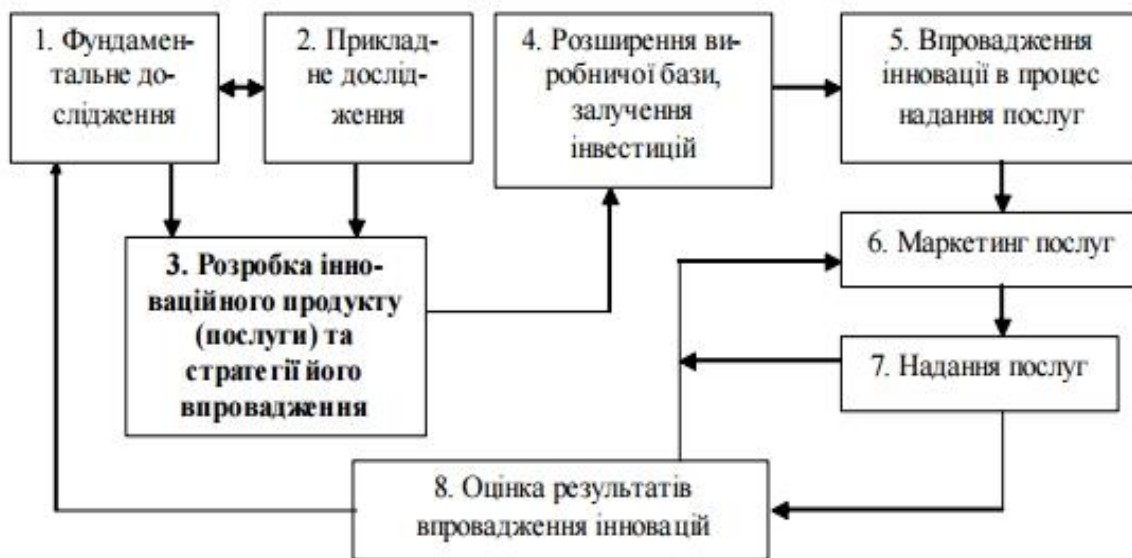 1. Фундамен-
тальне до-
слідження
2. Приклад-
не дослід-
ження
3. Розробка інно-
ваційного продукту
(послуги) та
стратегії його
впровадження
4. Розширення ви-
робничої бази,
залучення
інвестицій
5. Впровадження
інновації в процес
надання послуг
6. Маркетинг послуг
7. Надання послуг
8. Оцінка результатів
впровадження інновацій